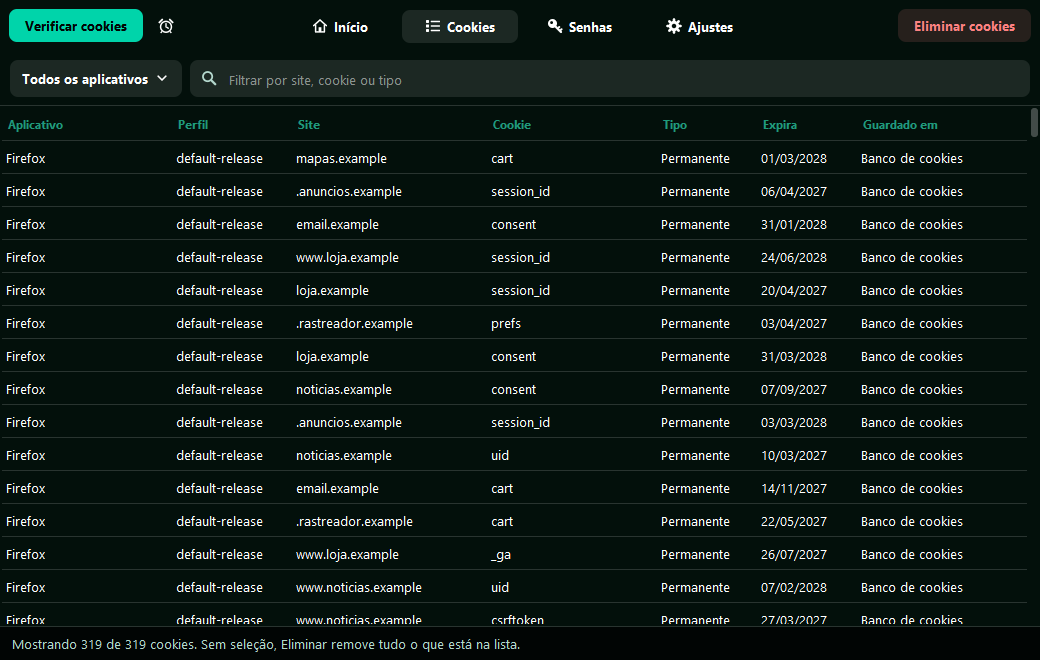 Verificar cookies Início Cookies Senhas Ajustes Eliminar cookies
Todos os aplicativos Filtrar por site, cookie ou tipo
Aplicativo Perfil Site Cookie Tipo Expira Guardado em
Firefox default-release mapas.example cart Permanente 01/03/2028 Banco de cookies
Firefox default-release .anuncios.example session_id Permanente 06/04/2027 Banco de cookies
Firefox default-release email.example consent Permanente 31/01/2028 Banco de cookies
Firefox default-release www.loja.example session_id Permanente 24/06/2028 Banco de cookies
Firefox default-release loja.example session_id Permanente 20/04/2027 Banco de cookies
Firefox default-release .rastreador.example prefs Permanente 03/04/2027 Banco de cookies
Firefox default-release loja.example consent Permanente 31/03/2028 Banco de cookies
Firefox default-release noticias.example consent Permanente 07/09/2027 Banco de cookies
Firefox default-release .anuncios.example session_id Permanente 03/03/2028 Banco de cookies
Firefox default-release noticias.example uid Permanente 10/03/2027 Banco de cookies
Firefox default-release email.example cart Permanente 14/11/2027 Banco de cookies
Firefox default-release .rastreador.example cart Permanente 22/05/2027 Banco de cookies
Firefox default-release www.loja.example _ga Permanente 26/07/2027 Banco de cookies
Firefox default-release www.noticias.example uid Permanente 07/02/2028 Banco de cookies
Firefox default-release www.noticias.example csrftoken Permanente 27/03/2027 Banco de cookies
Mostrando 319 de 319 cookies. Sem seleção, Eliminar remove tudo o que está na lista.